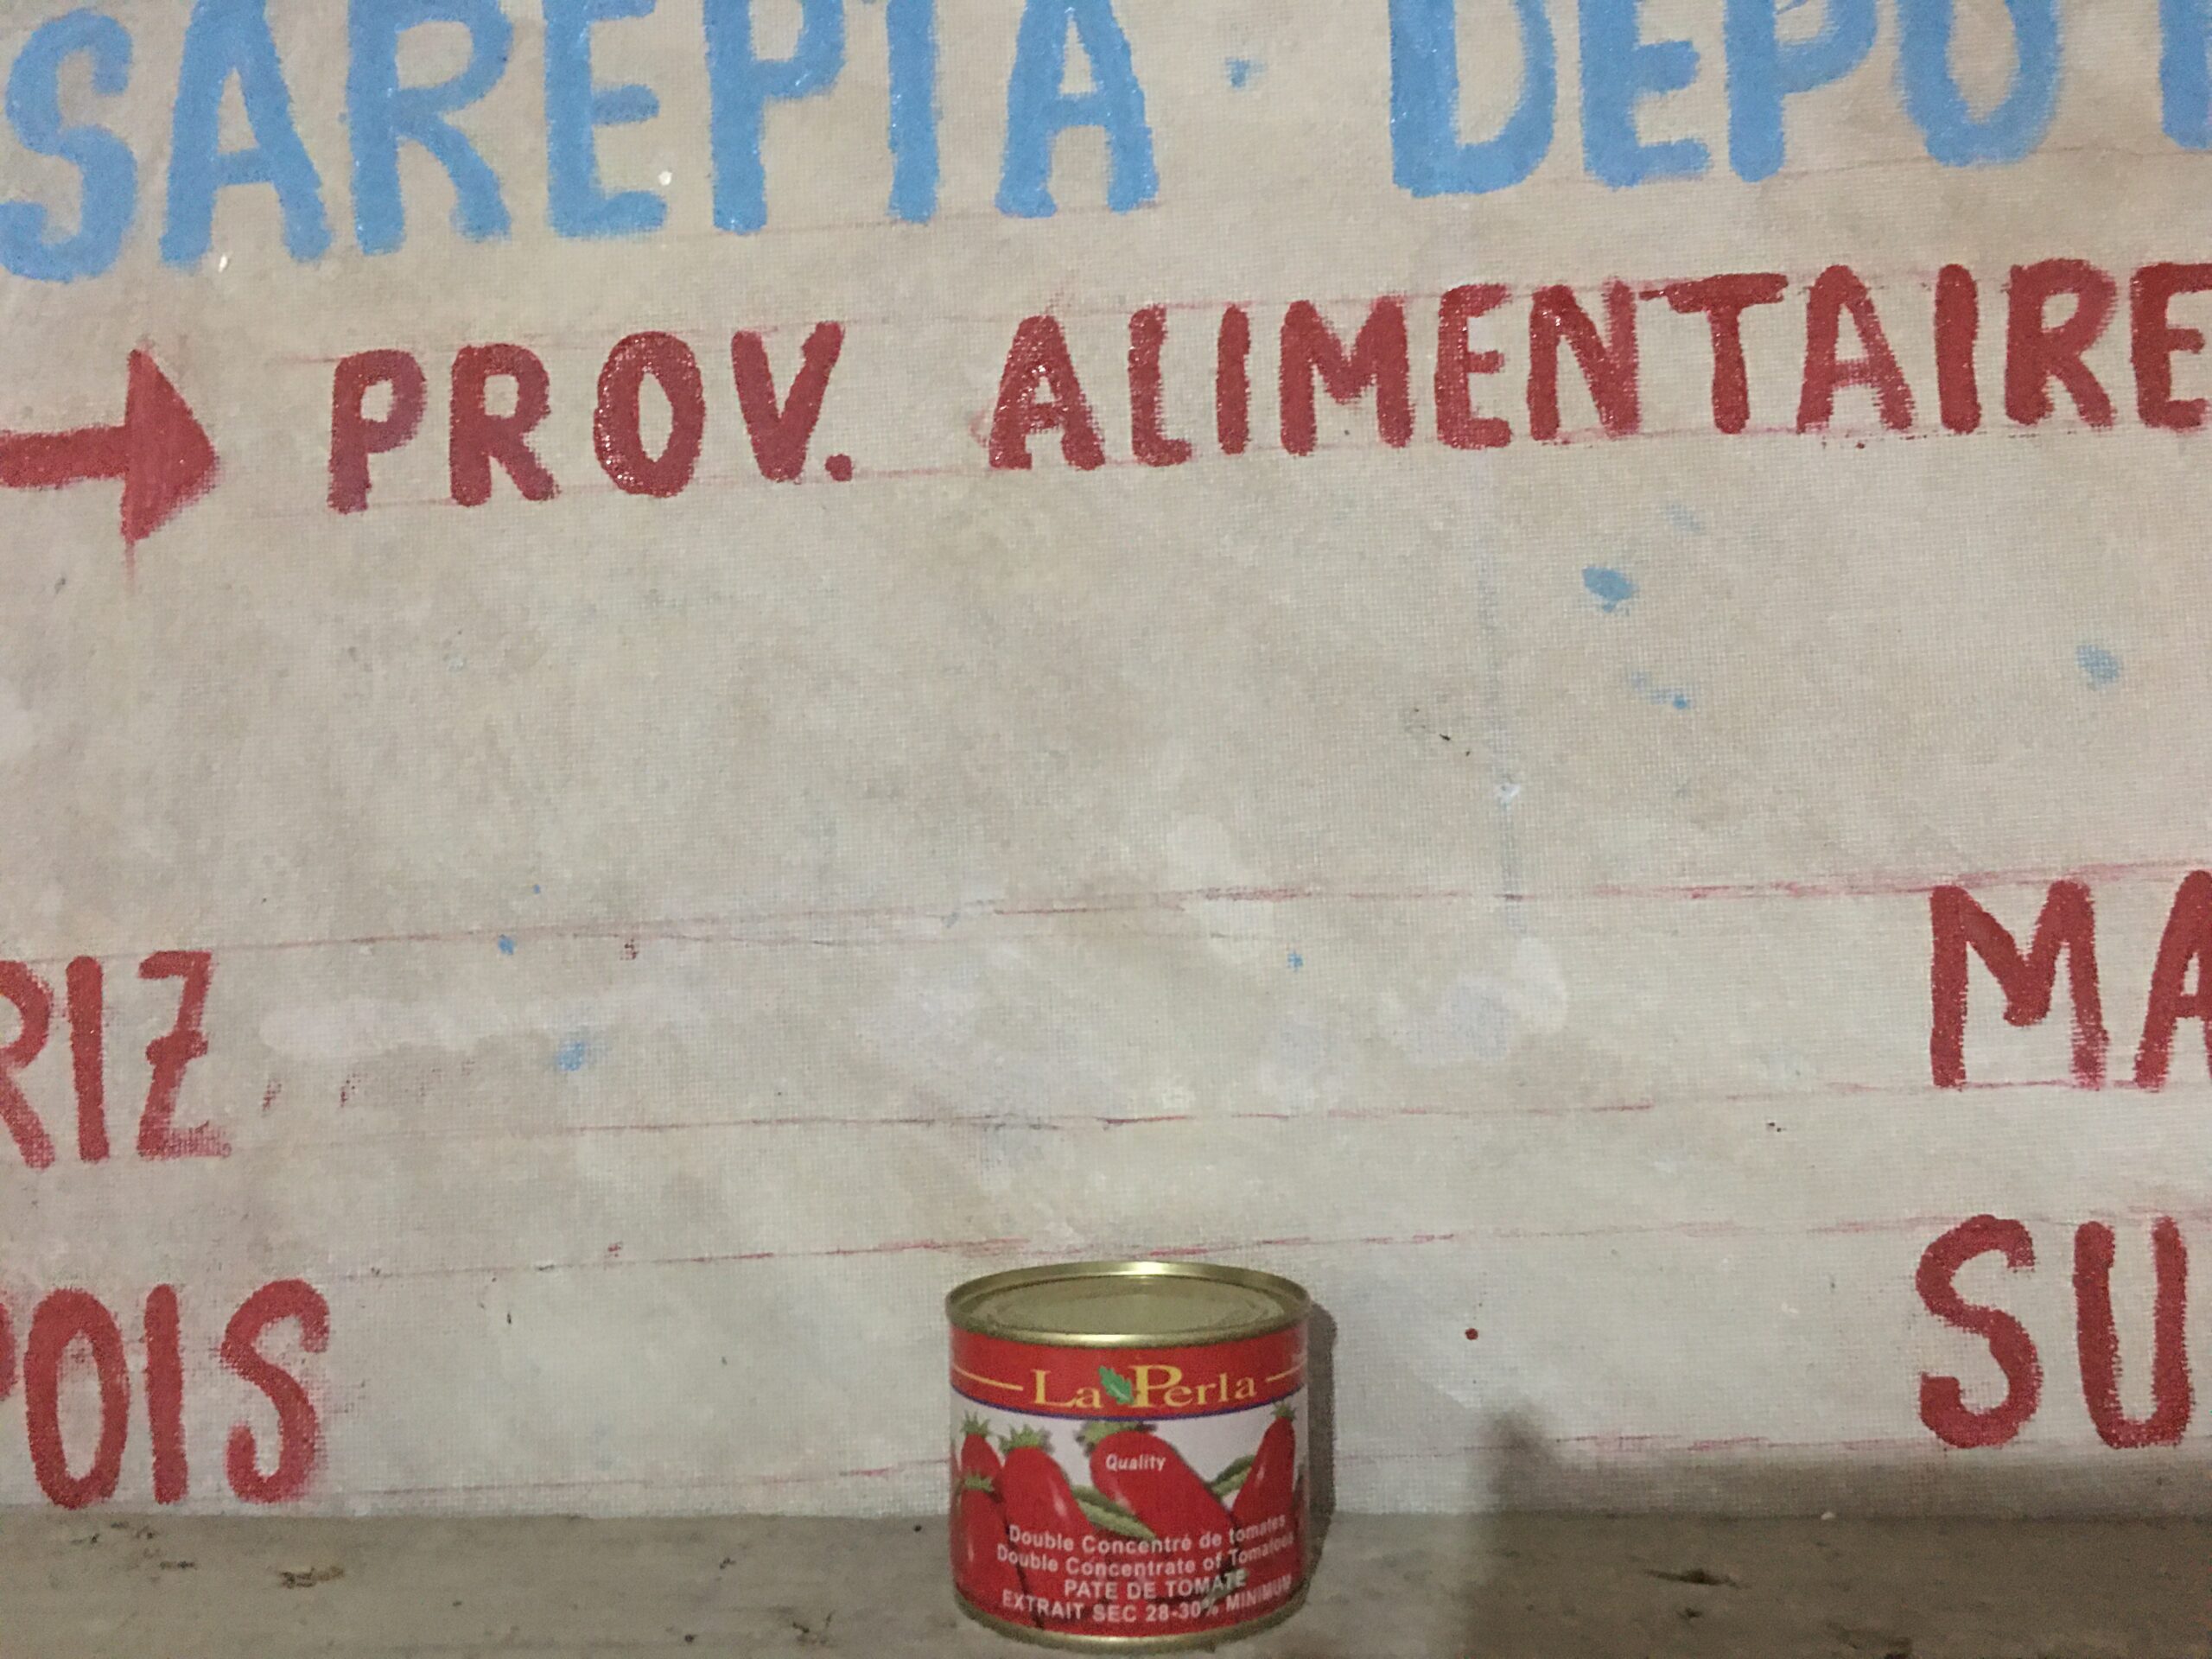 SAREPTA DEPOT
PROV. ALIMENTAIRE
RIZ
MA
POIS
SU
La Perla
Quality
Double Concentré de tomates
Double Concentrate of Tomatoes
PATE DE TOMATE
EXTRAIT SEC 28-30% MINIMUM